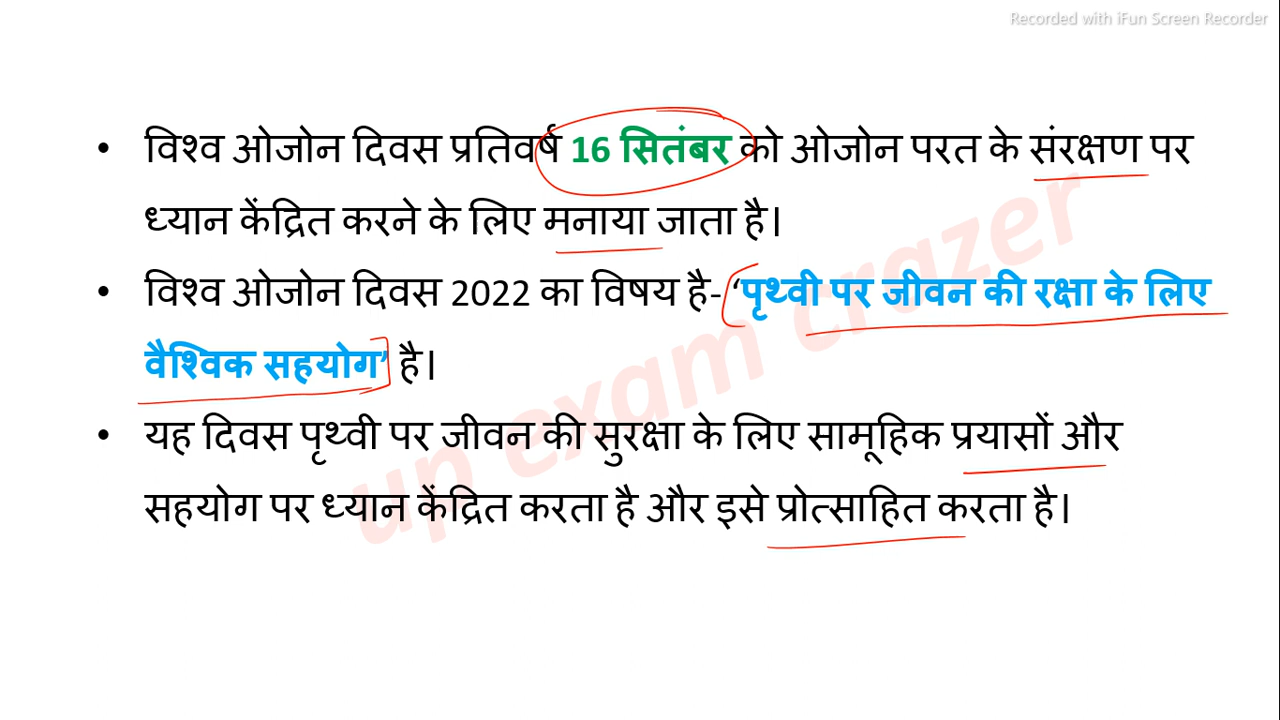 Recorded with iFun Screen Recorder
• विश्व ओजोन दिवस प्रतिवर्ष 16 सितंबर को ओजोन परत के संरक्षण पर
ध्यान केंद्रित करने के लिए मनाया जाता है।
• विश्व ओजोन दिवस 2022 का विषय है- ‘पृथ्वी पर जीवन की रक्षा के लिए
वैश्विक सहयोग’ है।
• यह दिवस पृथ्वी पर जीवन की सुरक्षा के लिए सामूहिक प्रयासों और
सहयोग पर ध्यान केंद्रित करता है और इसे प्रोत्साहित करता है।
up exam crazer